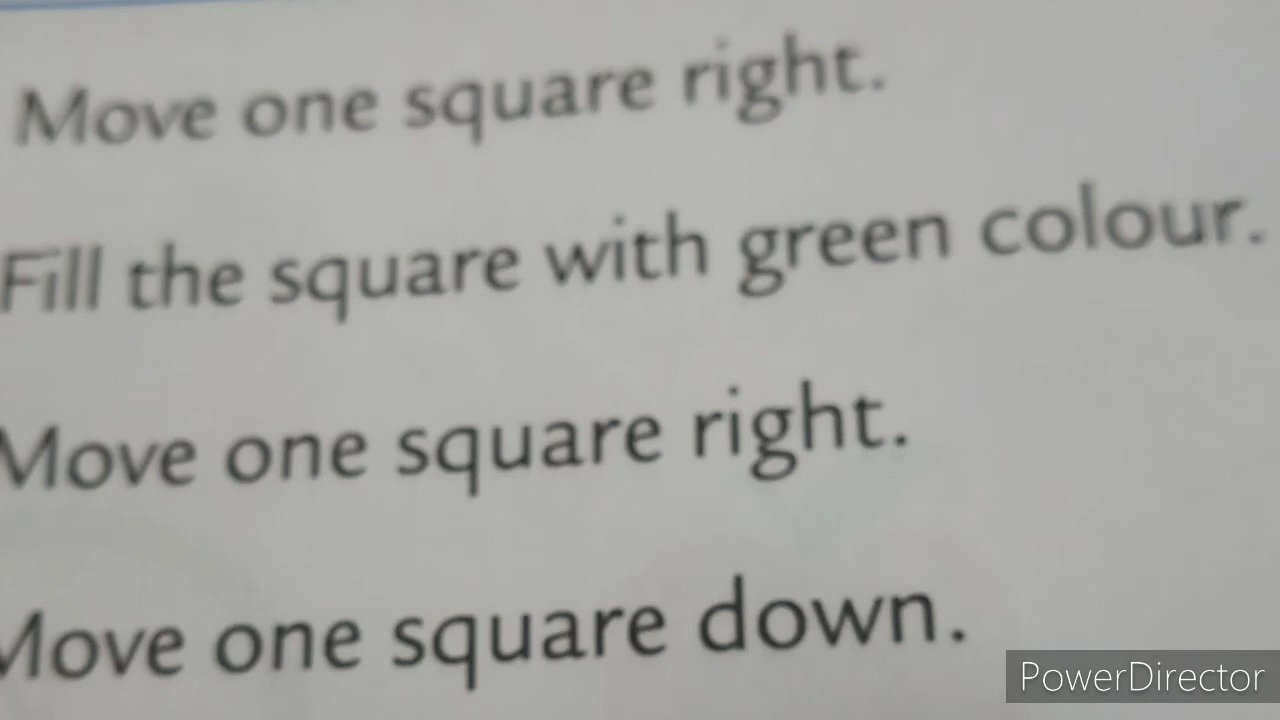 Move one square right.
Fill the square with green colour.
Move one square right.
Move one square down.
PowerDirector